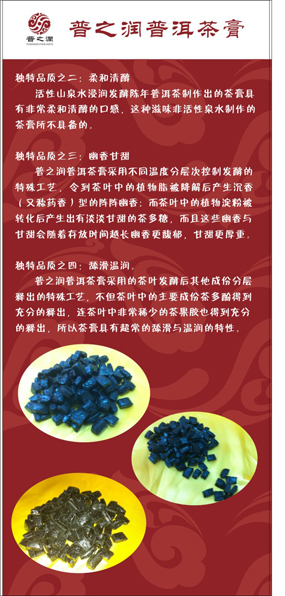 普之润
普之润普洱茶膏
独特品质之二：柔和清醇
活性山泉水浸润发酵陈年普洱茶制作出的茶膏具
有非常柔和清醇的口感，这种滋味非活性泉水制作的
茶膏所不具备的。
独特品质之三：幽香甘甜
普之润普洱茶膏采用不同温度分层次控制发酵的
特殊工艺，令到茶叶中的植物脂被降解后产生沉香
（又称药香）型的阵阵幽香；而茶叶中的植物淀粉被
转化后产生出有淡淡甘甜的茶多糖，而且这些幽香与
甘甜会随着存放时间越长幽香更馥郁，甘甜更厚重。
独特品质之四：舔滑温润。
普之润普洱茶膏采用的茶叶发酵后其他成份分层
释出的特殊工艺，不但茶叶中的主要成份茶多酚得到
充分的释出，连茶叶中非常稀少的茶果胶也得到充分
的释出，所以茶膏具有超常的舔滑与温润的特性。